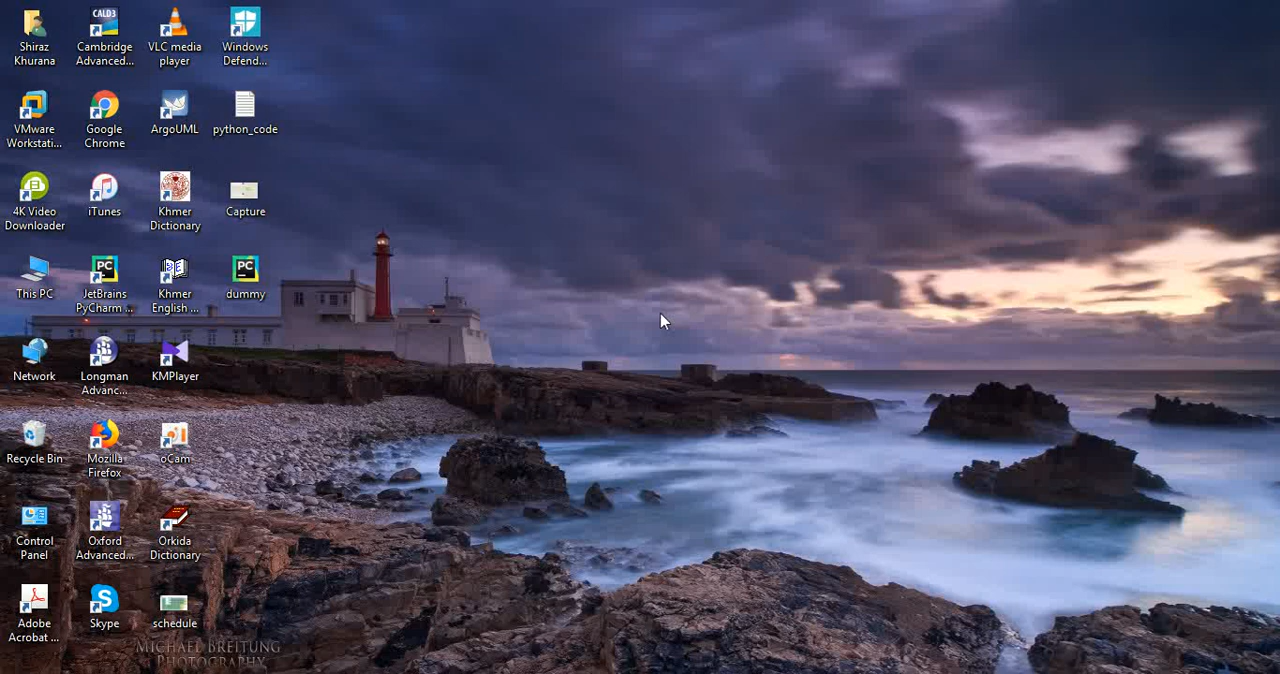 Shiraz
Khurana
CALD3
Cambridge
Advanced...
VLC media
player
Windows
Defend...
VMware
Workstati...
Google
Chrome
ArgoUML
python_code
4K Video
Downloader
iTunes
Khmer
Dictionary
Capture
This PC
PC
JetBrains
PyCharm ...
Khmer
English ...
PC
dummy
Network
Longman
Advanc...
KMPlayer
Recycle Bin
Mozilla
Firefox
oCam
Control
Panel
Oxford
Advanced...
Orkida
Dictionary
Adobe
Acrobat ...
Skype
schedule
Michael Breitung
Photography